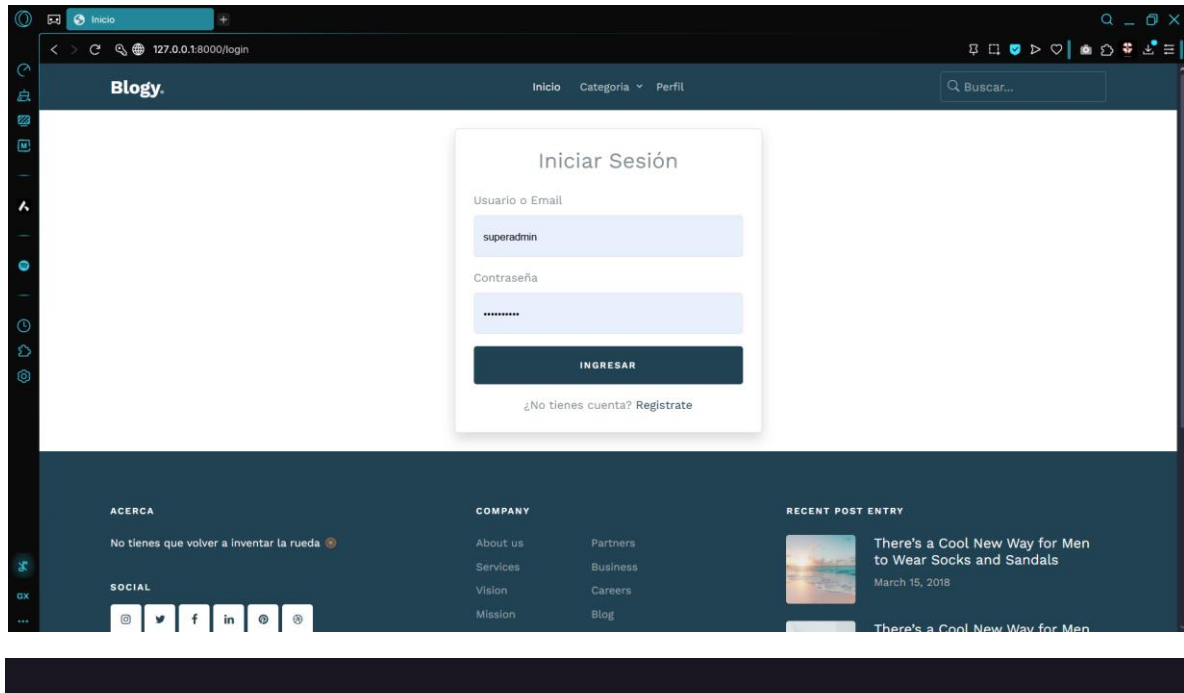 Inicio
127.0.0.1:8000/login
Blogy.
Inicio Categoria Perfil
Buscar...
Iniciar Sesión
Usuario o Email
superadmin
Contraseña
••••••••••
INGRESAR
¿No tienes cuenta? Registrate
ACERCA
No tienes que volver a inventar la rueda
SOCIAL
COMPANY
About us Partners
Services Business
Vision Careers
Mission Blog
RECENT POST ENTRY
There's a Cool New Way for Men
to Wear Socks and Sandals
March 15, 2018
There's a Cool New Way for Men